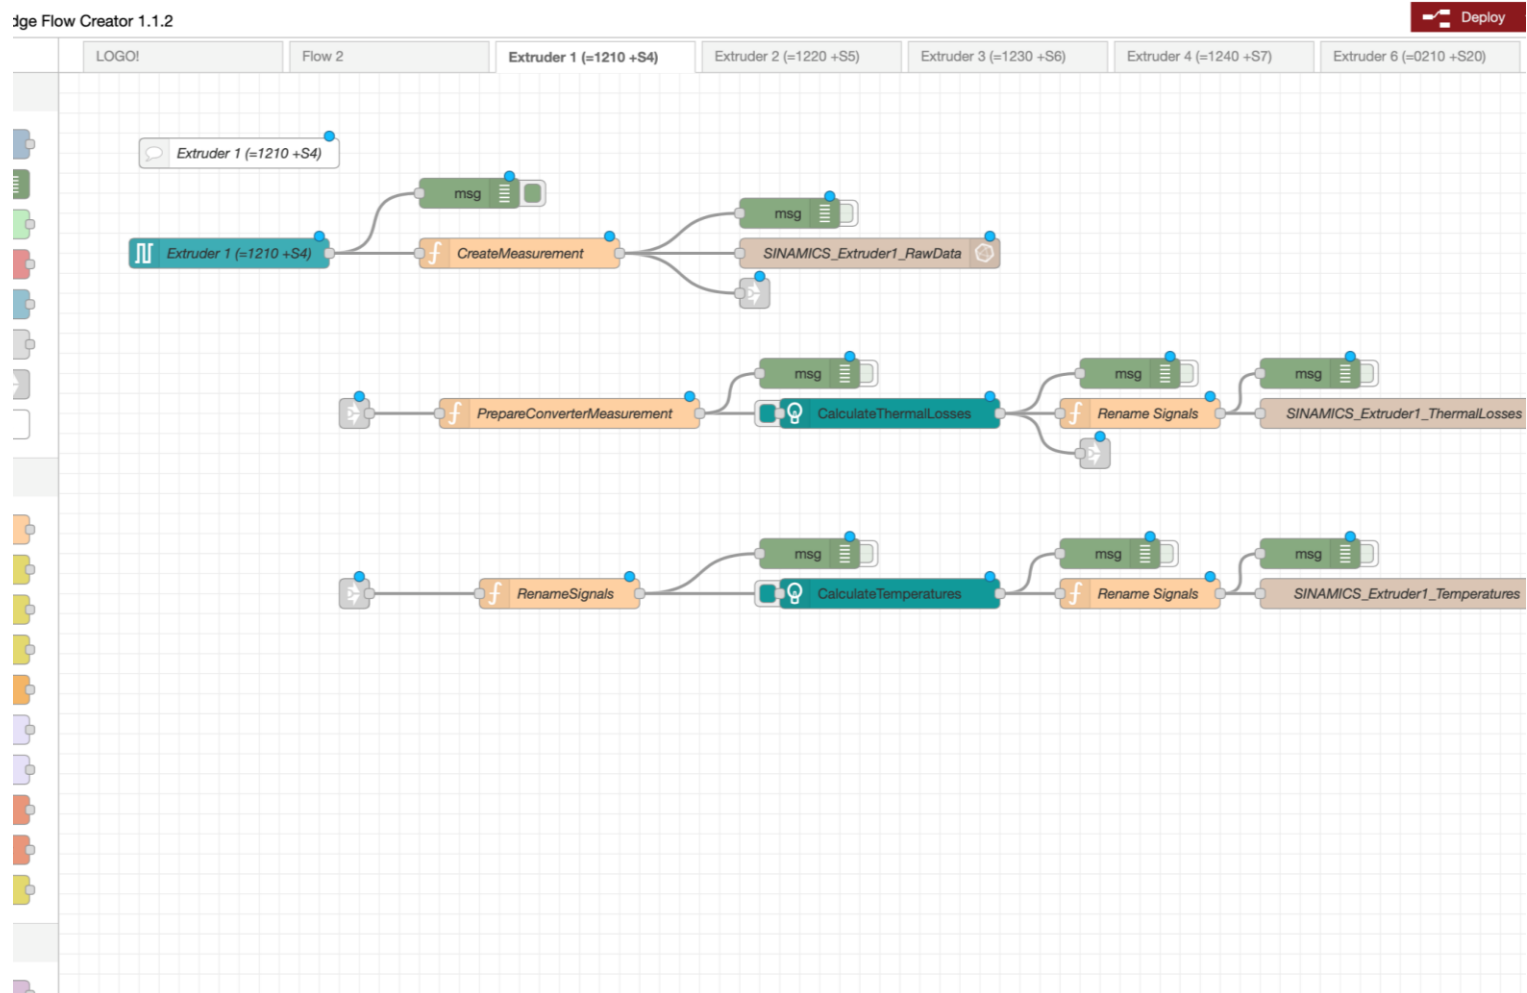 dge Flow Creator 1.1.2
Deploy
LOGO!
Flow 2
Extruder 1 (=1210 +S4)
Extruder 2 (=1220 +S5)
Extruder 3 (=1230 +S6)
Extruder 4 (=1240 +S7)
Extruder 6 (=0210 +S20)
Extruder 1 (=1210 +S4)
msg
msg
Extruder 1 (=1210 +S4)
CreateMeasurement
SINAMICS_Extruder1_RawData
msg
msg
msg
PrepareConverterMeasurement
CalculateThermalLosses
Rename Signals
SINAMICS_Extruder1_ThermalLosses
msg
msg
msg
RenameSignals
CalculateTemperatures
Rename Signals
SINAMICS_Extruder1_Temperatures